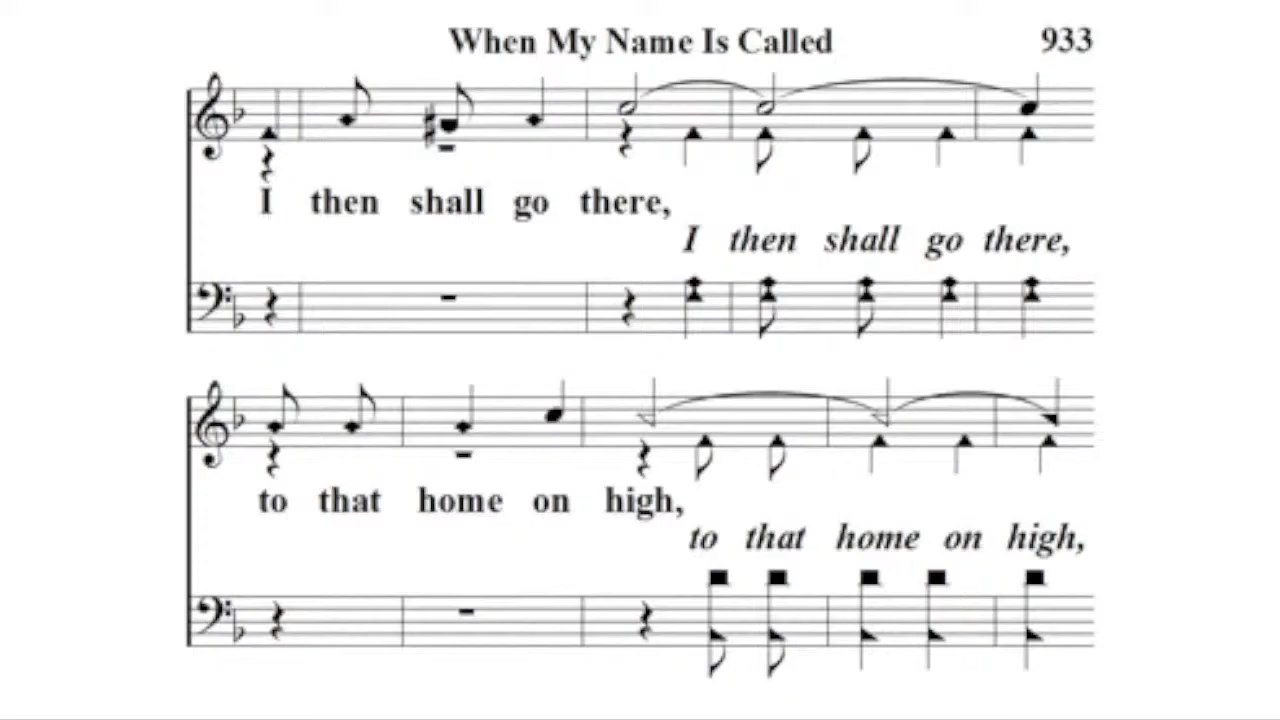 When My Name Is Called 933
I then shall go there,
I then shall go there,
to that home on high,
to that home on high,